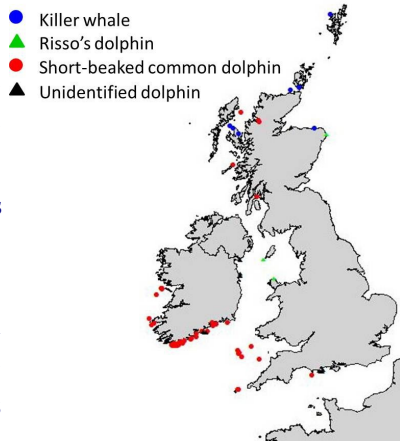 Killer whale
Risso's dolphin
Short-beaked common dolphin
Unidentified dolphin